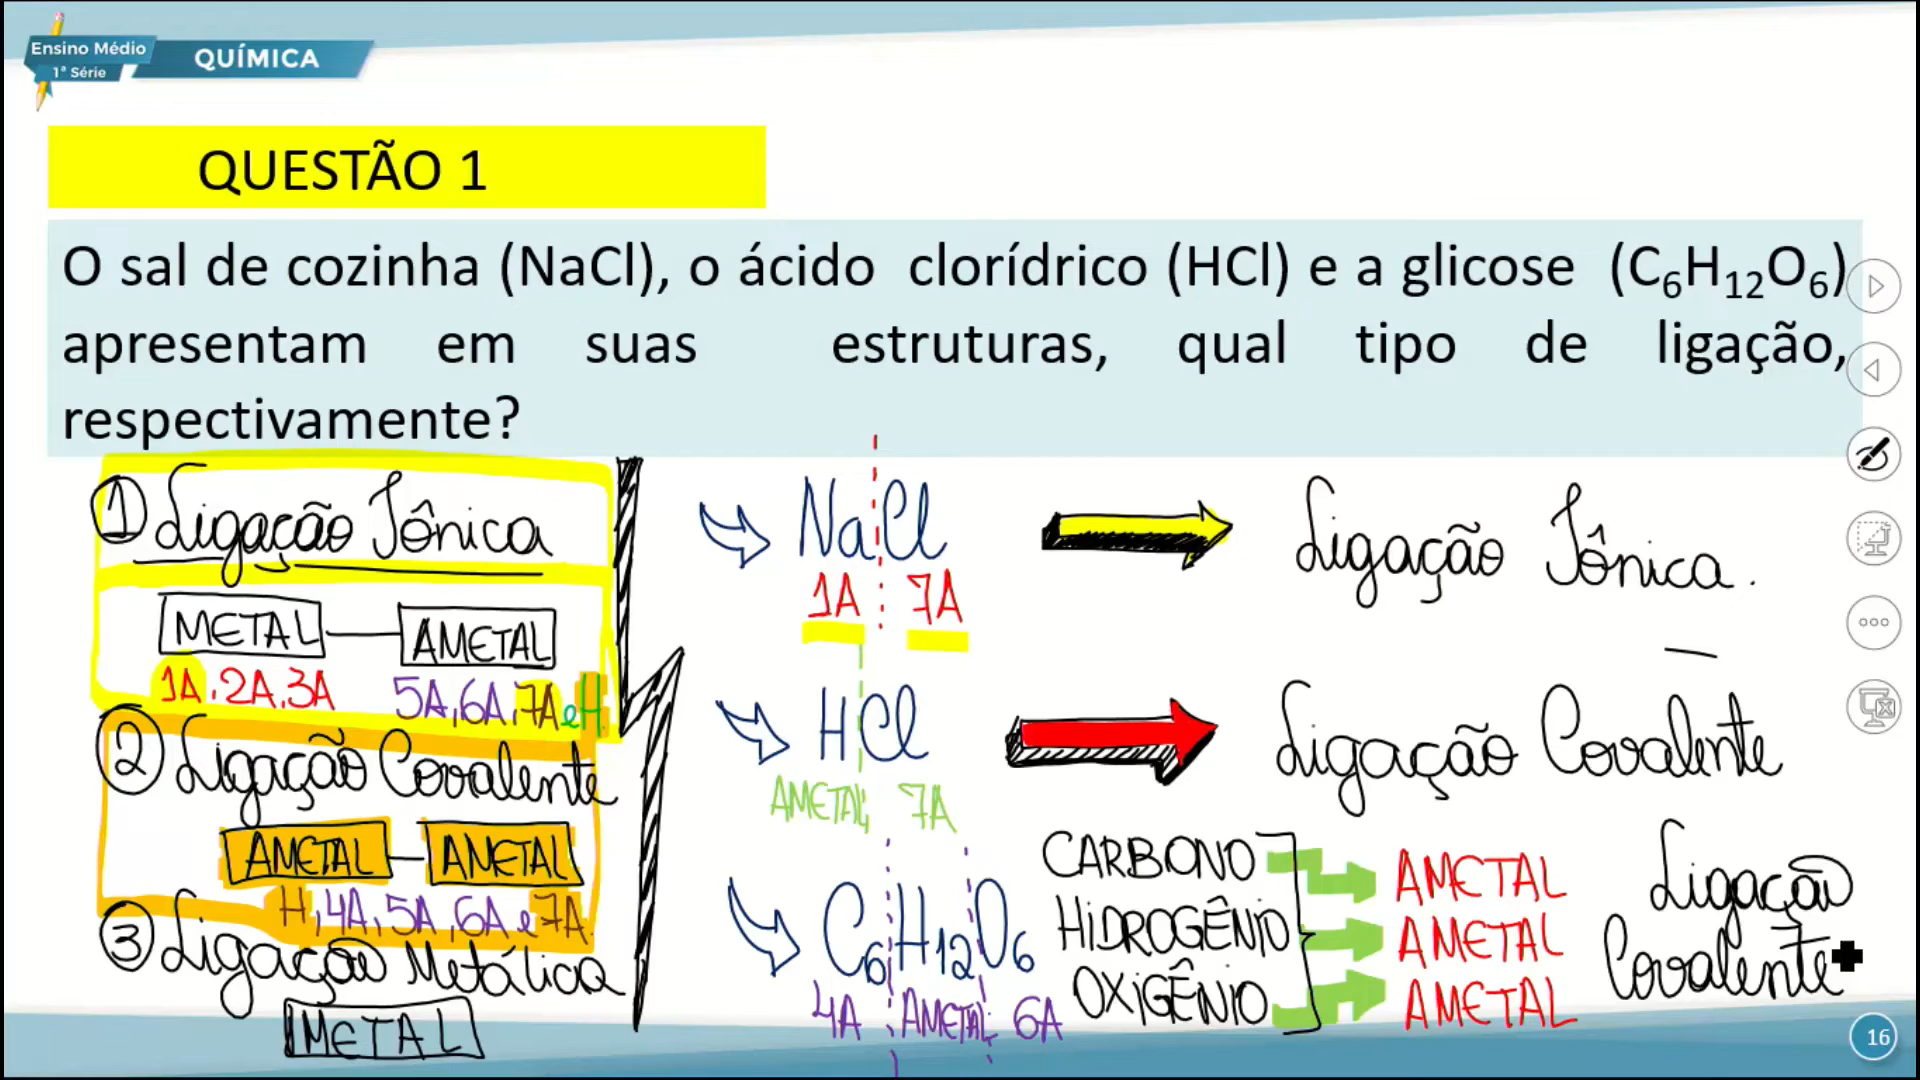 Ensino Médio
1ª Série
QUÍMICA
QUESTÃO 1
O sal de cozinha (NaCl), o ácido clorídrico (HCl) e a glicose (C₆H₁₂O₆)
apresentam em suas estruturas, qual tipo de ligação,
respectivamente?
1 Ligação Iônica
METAL AMETAL
1A, 2A, 3A 5A, 6A, 7A e H
2 Ligação Covalente
AMETAL AMETAL
H, 4A, 5A, 6A e 7A.
3 Ligação Metálica
METAL
NaCl
1A 7A
Ligação Iônica.
HCl
AMETAL 7A
Ligação Covalente
C₆H₁₂O₆
4A AMETAL 6A
CARBONO AMETAL
HIDROGÊNIO AMETAL
OXIGÊNIO AMETAL
Ligação
Covalente
16